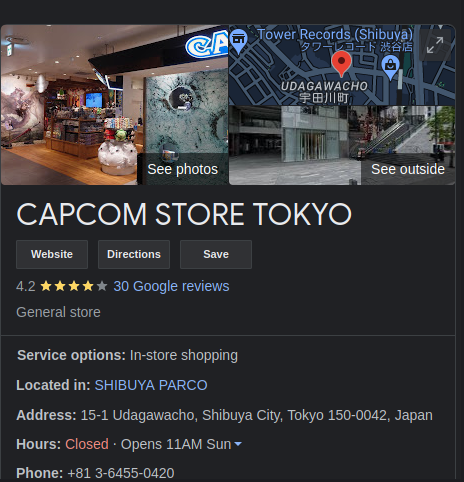 CA
Tower Records (Shibuya)
タワーレコード 渋谷店
UDAGAWACHO
宇田川町
See photos
See outside
CAPCOM STORE TOKYO
Website
Directions
Save
4.2 ★★★★★ 30 Google reviews
General store
Service options: In-store shopping
Located in: SHIBUYA PARCO
Address: 15-1 Udagawacho, Shibuya City, Tokyo 150-0042, Japan
Hours: Closed · Opens 11AM Sun
Phone: +81 3-6455-0420